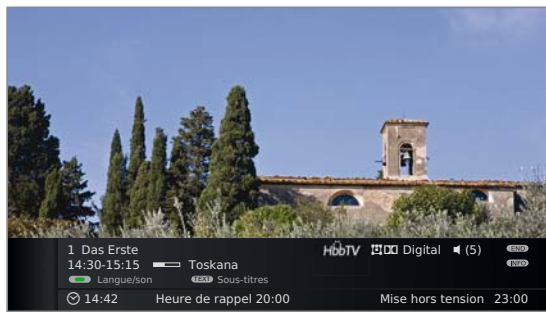 1 Das Erste HbbTV Digital (5) END
14:30-15:15 Toskana INFO
Langue/son TEXT Sous-titres
14:42 Heure de rappel 20:00 Mise hors tension 23:00